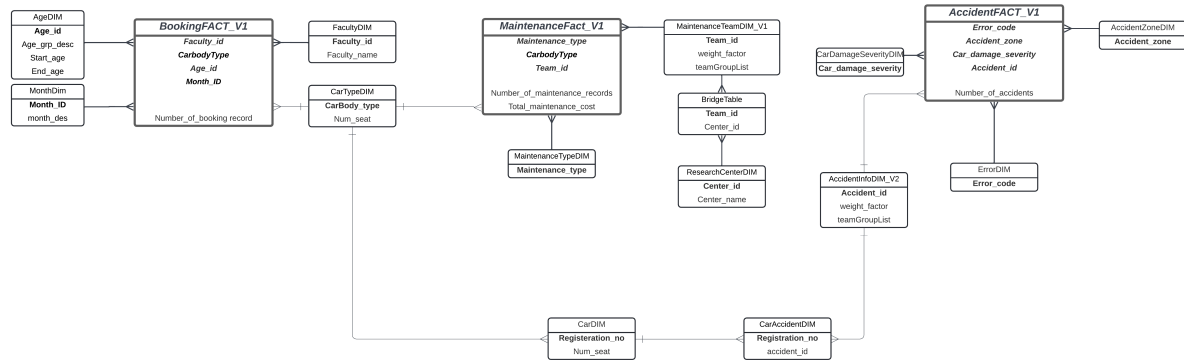 AgeDIM
Age_id
Age_grp_desc
Start_age
End_age
MonthDim
Month_ID
month_des
BookingFACT_V1
Faculty_id
CarbodyType
Age_id
Month_ID
Number_of_booking record
FacultyDIM
Faculty_id
Faculty_name
CarTypeDIM
CarBody_type
Num_seat
MaintenanceFact_V1
Maintenance_type
CarbodyType
Team_id
Number_of_maintenance_records
Total_maintenance_cost
MaintenanceTypeDIM
Maintenance_type
MaintenanceTeamDIM_V1
Team_id
weight_factor
teamGroupList
BridgeTable
Team_id
Center_id
ResearchCenterDIM
Center_id
Center_name
CarDamageSeverityDIM
Car_damage_severity
AccidentFACT_V1
Error_code
Accident_zone
Car_damage_severity
Accident_id
Number_of_accidents
AccidentZoneDIM
Accident_zone
ErrorDIM
Error_code
AccidentInfoDIM_V2
Accident_id
weight_factor
teamGroupList
CarDIM
Registeration_no
Num_seat
CarAccidentDIM
Registration_no
accident_id